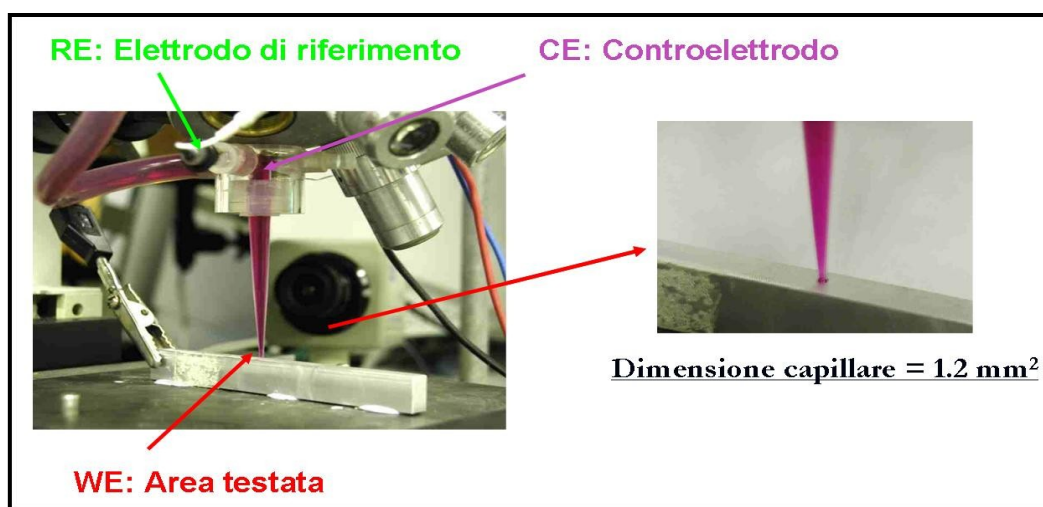 RE: Elettrodo di riferimento
CE: Controelettrodo
Dimensione capillare = 1.2 mm²
WE: Area testata